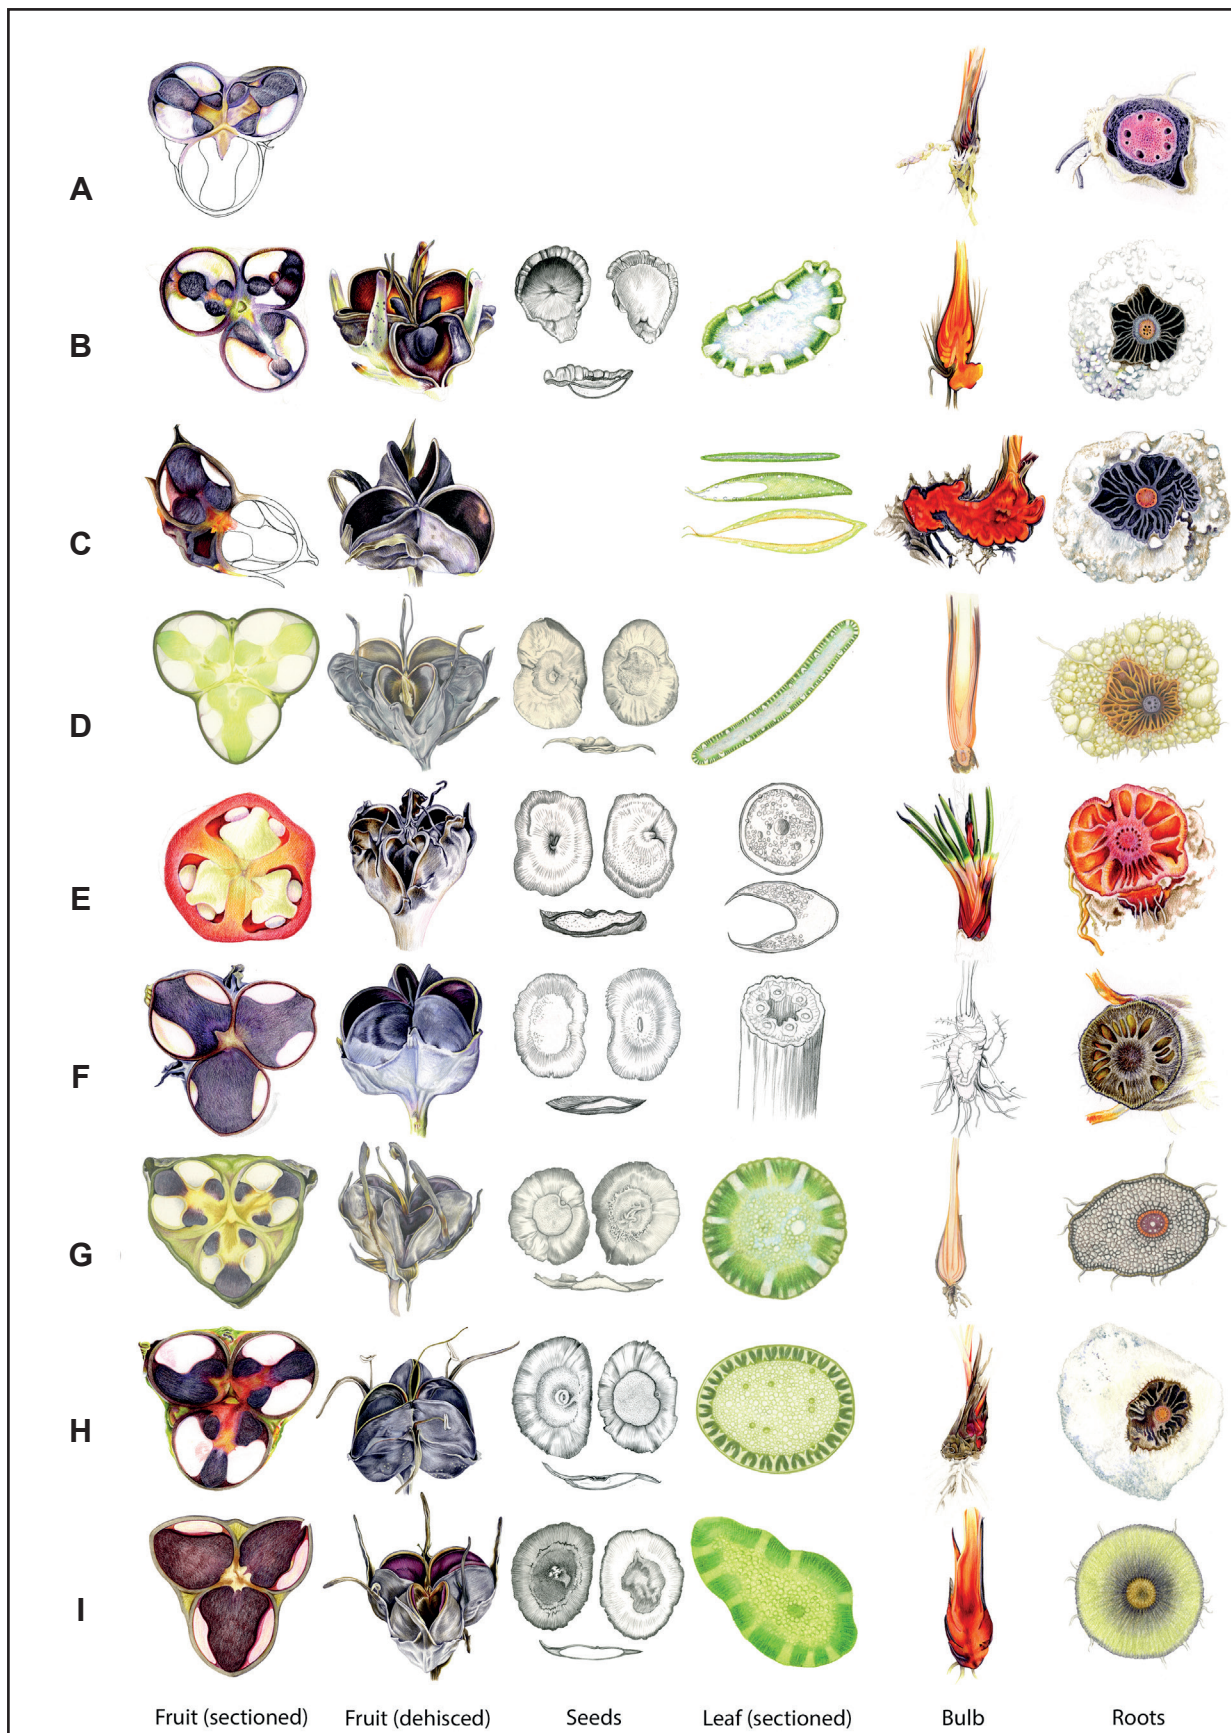 A
B
C
D
E
F
G
H
I
Fruit (sectioned) Fruit (dehisced) Seeds Leaf (sectioned) Bulb Roots